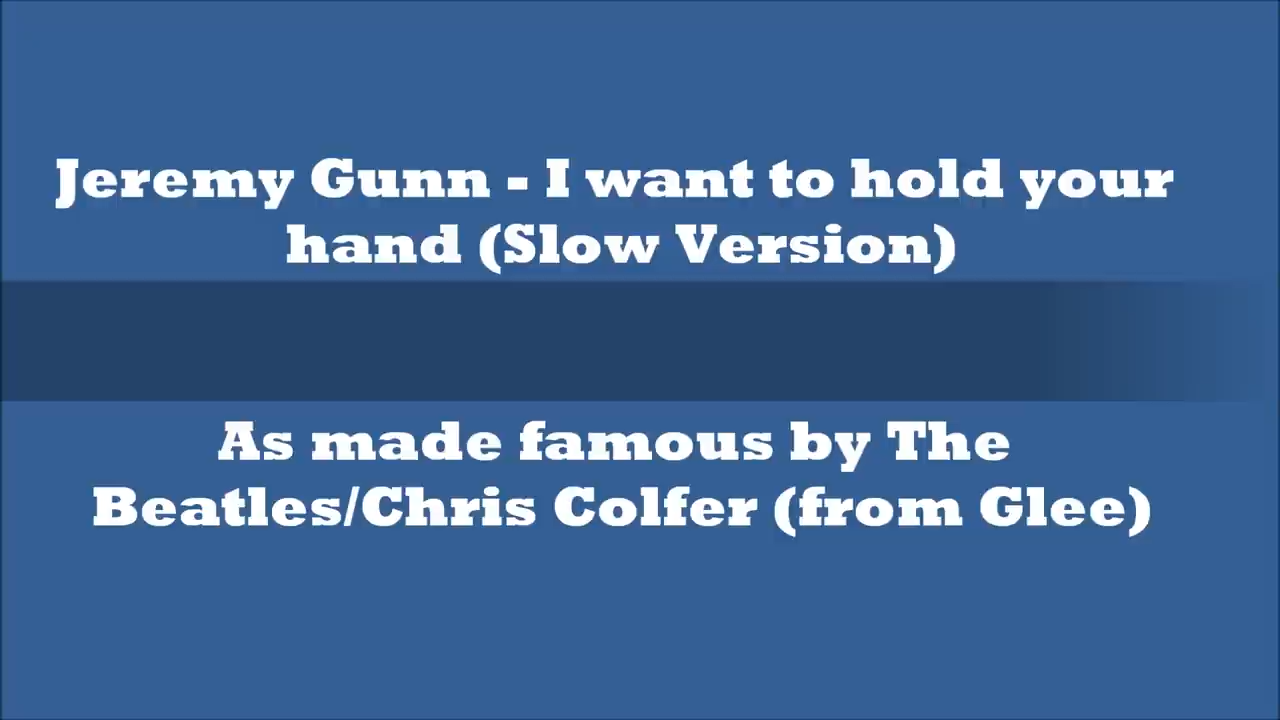 Jeremy Gunn - I want to hold your
hand (Slow Version)
As made famous by The
Beatles/Chris Colfer (from Glee)